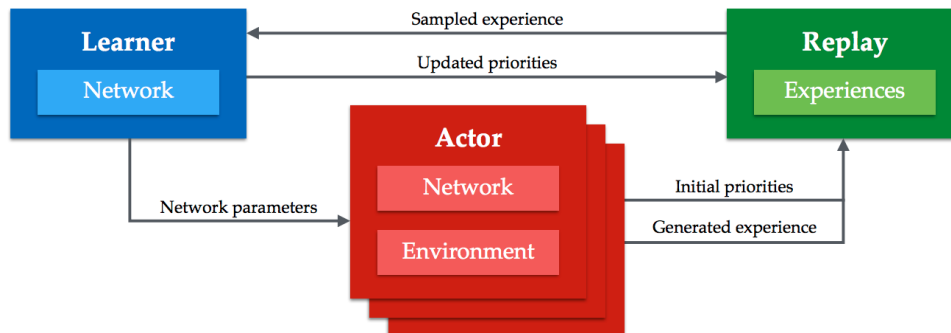 Sampled experience
Learner
Replay
Updated priorities
Network
Experiences
Actor
Network
Initial priorities
Network parameters
Generated experience
Environment